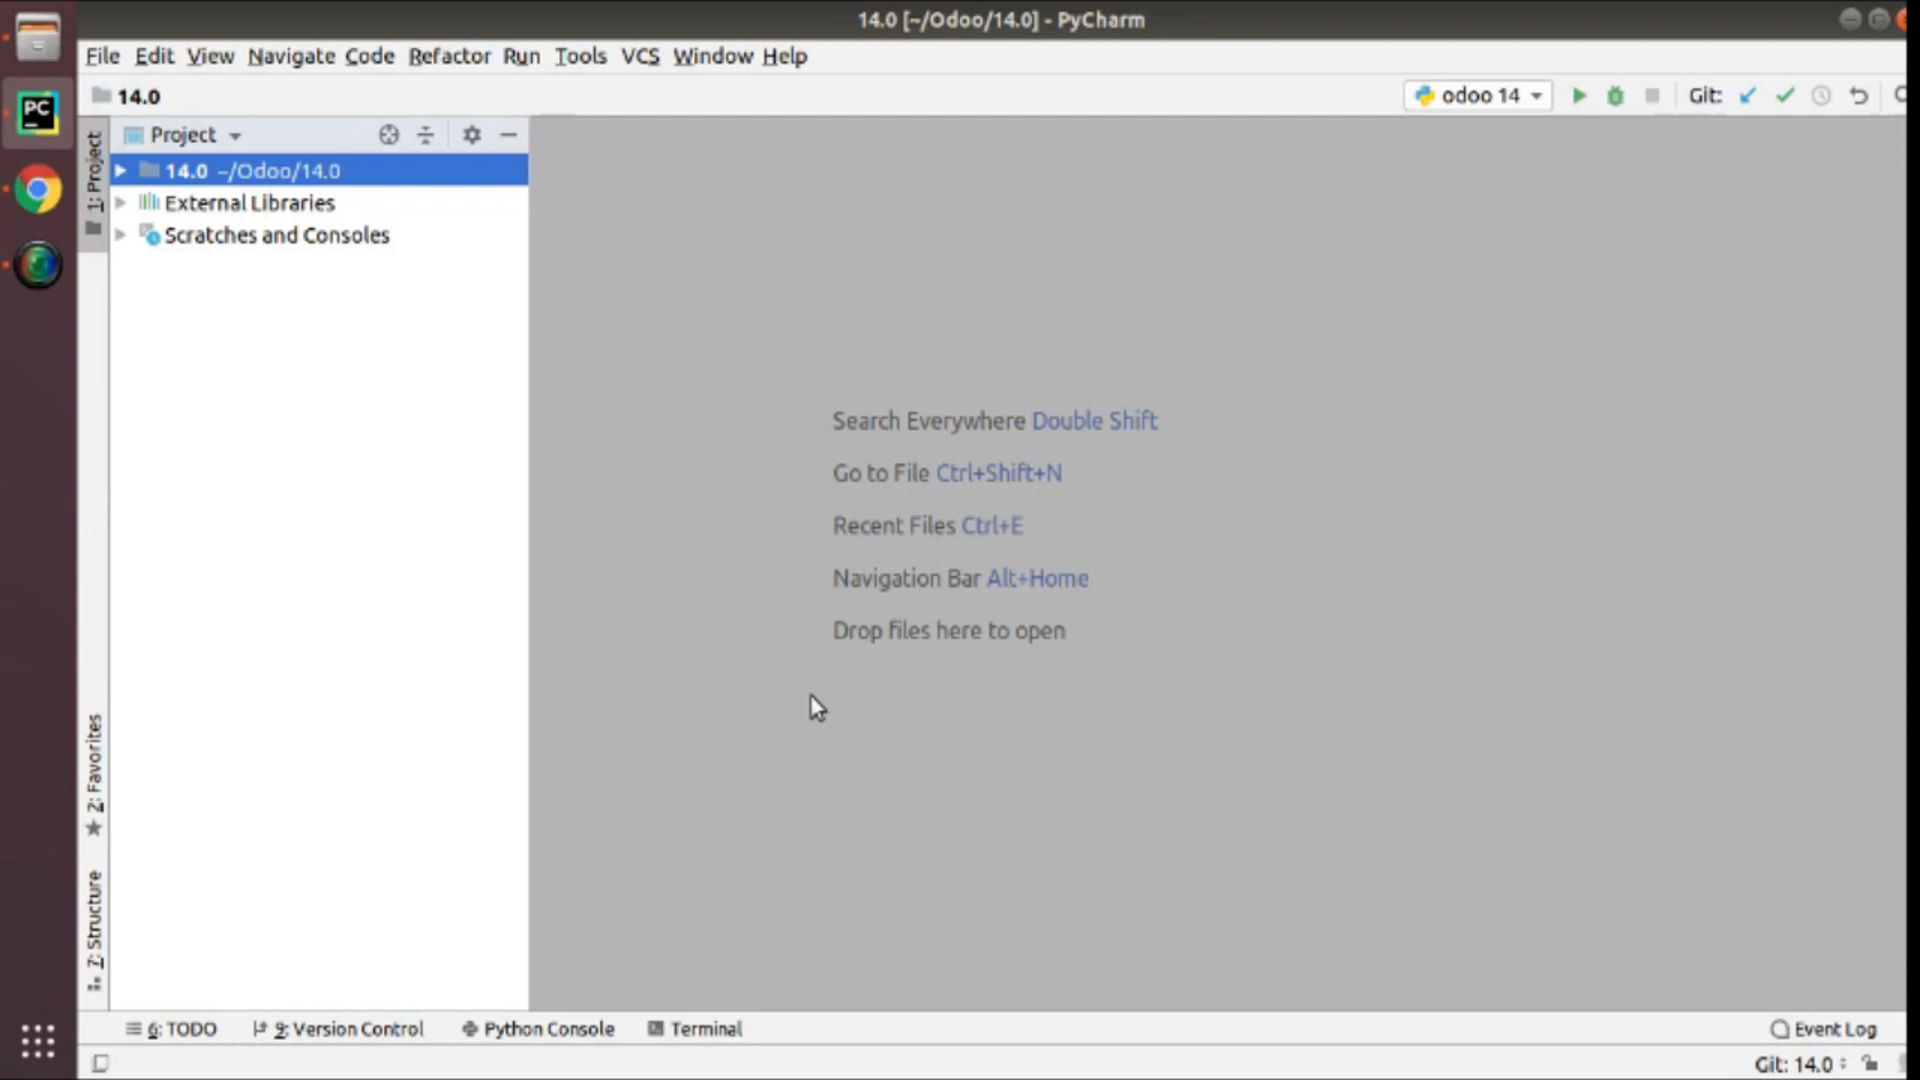 14.0 [~/Odoo/14.0] - PyCharm
File Edit View Navigate Code Refactor Run Tools VCS Window Help
14.0
odoo 14
Git:
PC
1: Project
Project
14.0 ~/Odoo/14.0
External Libraries
Scratches and Consoles
Search Everywhere Double Shift
Go to File Ctrl+Shift+N
Recent Files Ctrl+E
Navigation Bar Alt+Home
Drop files here to open
2: Favorites
7: Structure
6: TODO
9: Version Control
Python Console
Terminal
Event Log
Git: 14.0